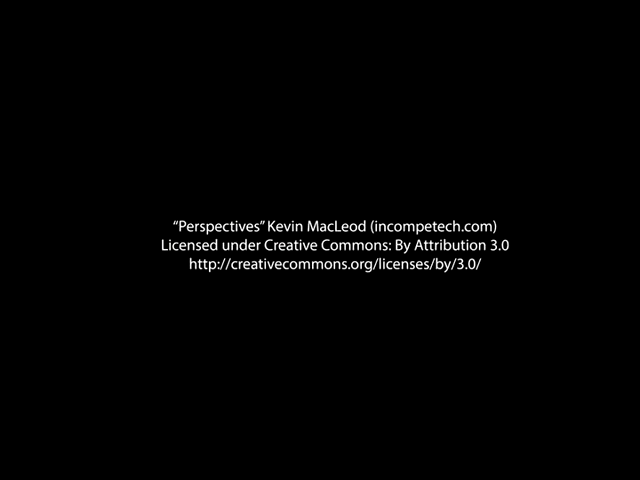 “Perspectives” Kevin MacLeod (incompetech.com)
Licensed under Creative Commons: By Attribution 3.0
http://creativecommons.org/licenses/by/3.0/